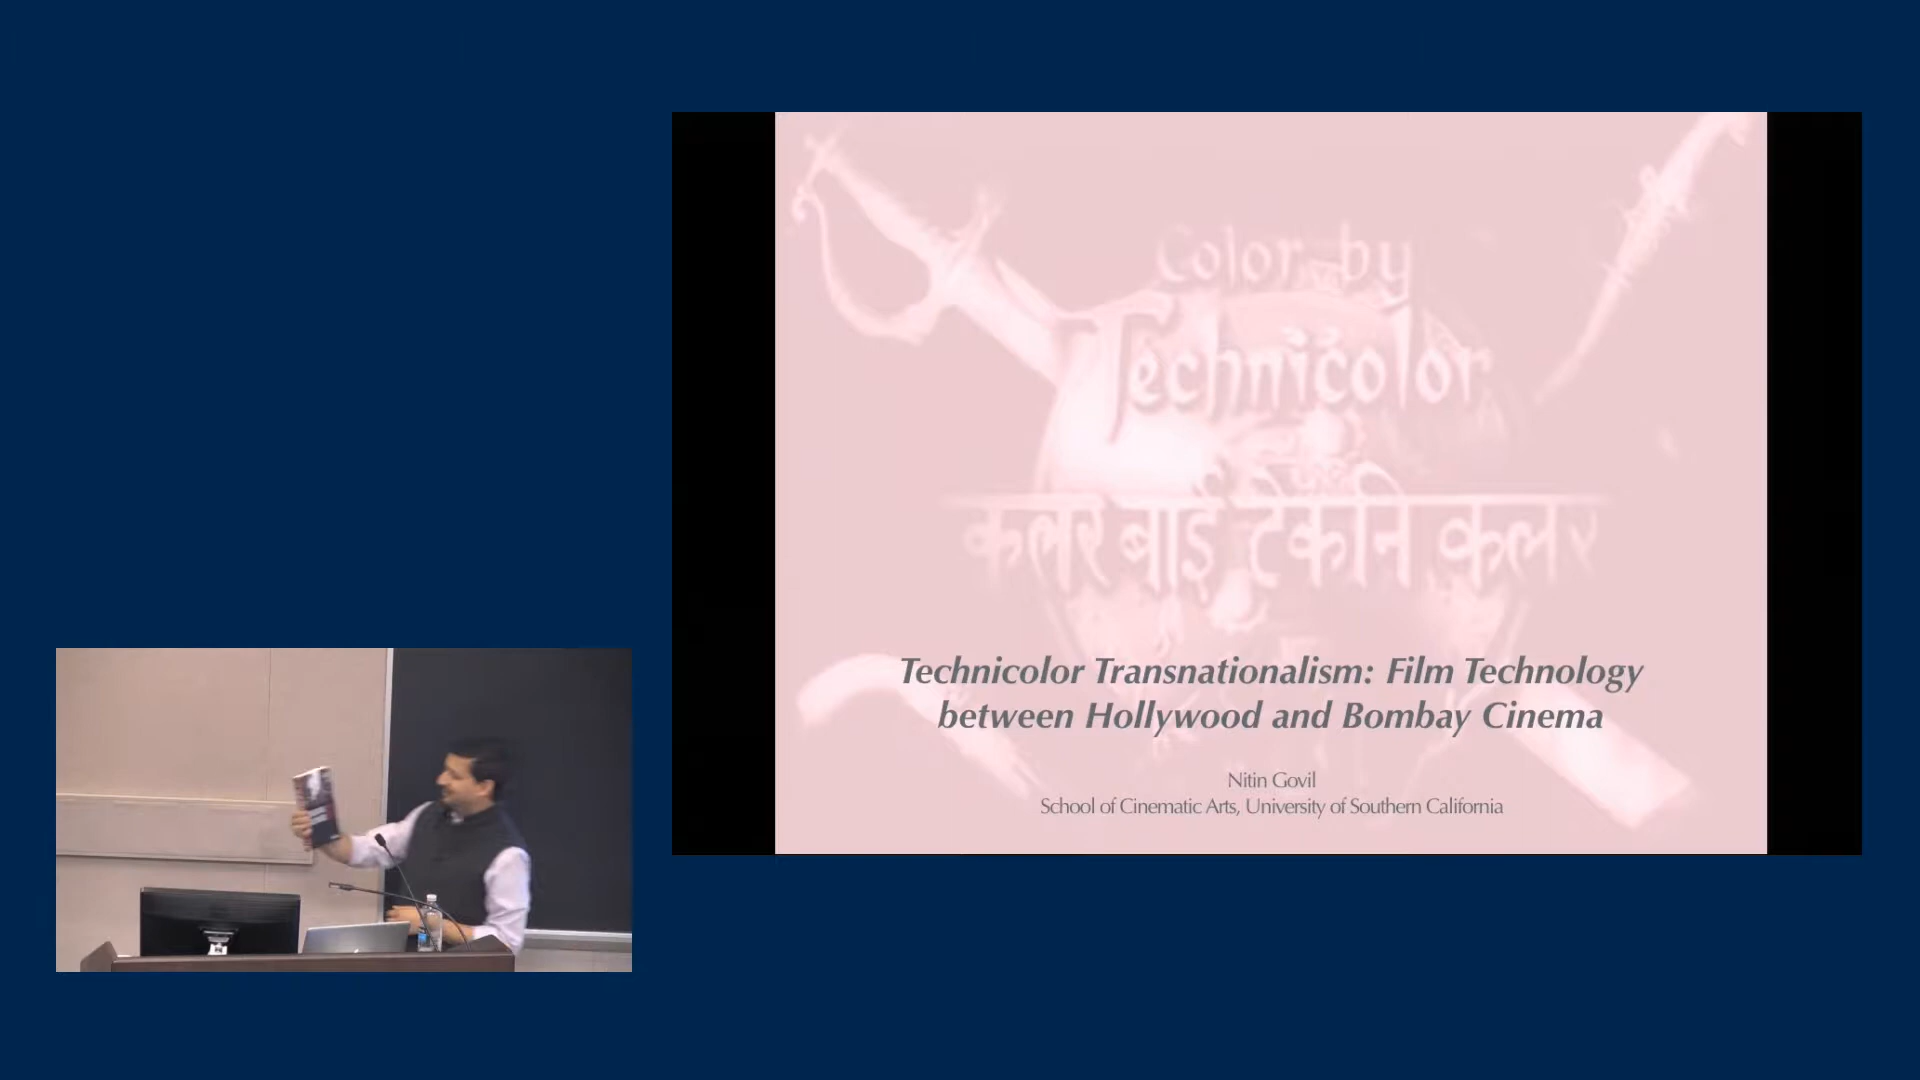 Color by
Technicolor
कलर बाई टैकनि कलर
Technicolor Transnationalism: Film Technology
between Hollywood and Bombay Cinema
Nitin Govil
School of Cinematic Arts, University of Southern California